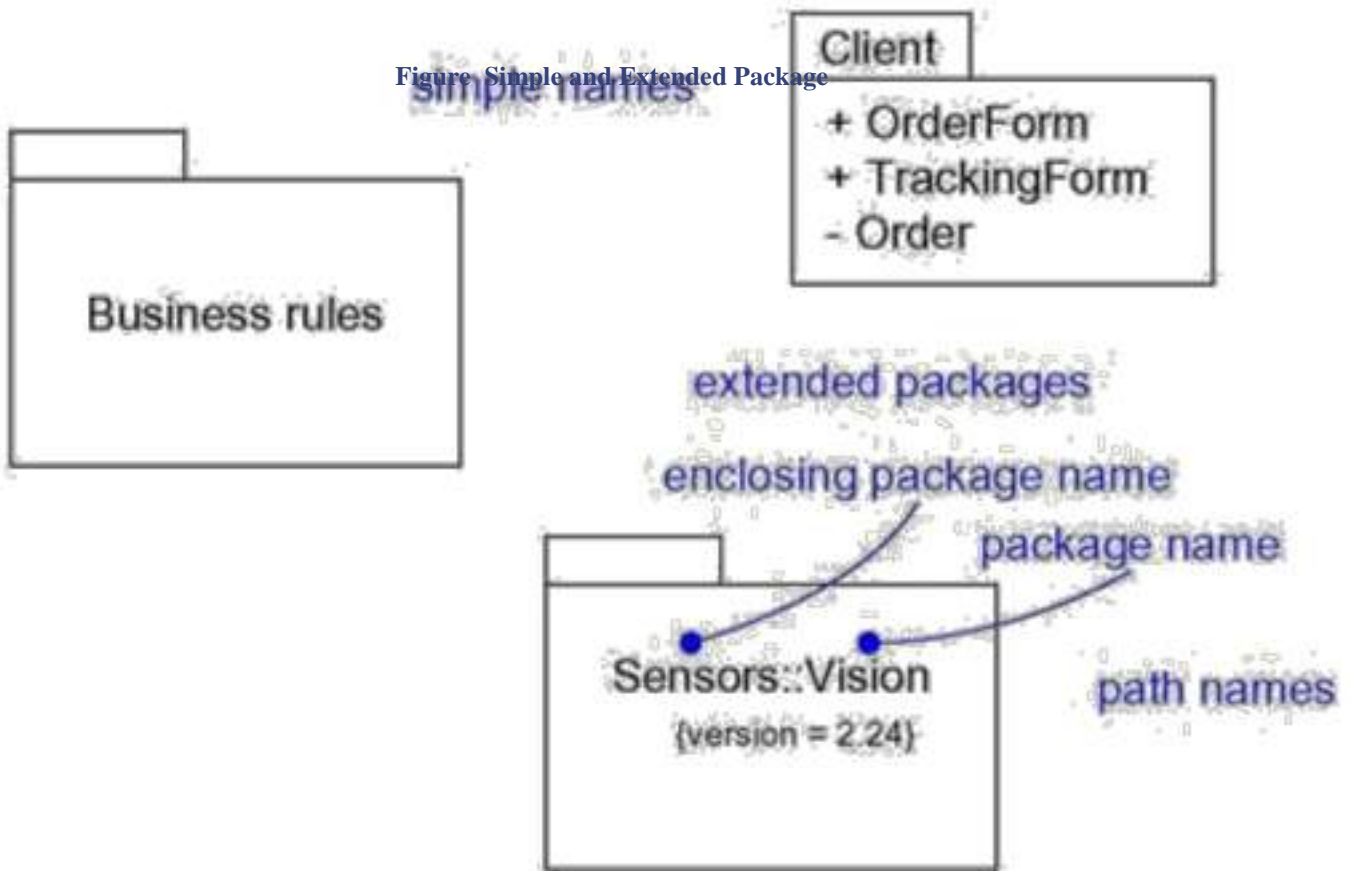 Client
Figure Simple and Extended Package
simple names
+ OrderForm
+ TrackingForm
- Order
Business rules
extended packages
enclosing package name
package name
Sensors::Vision
path names
{version = 2.24}